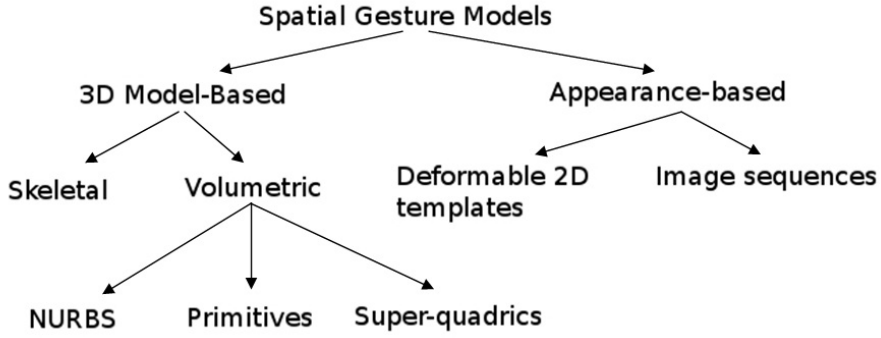 Spatial Gesture Models
3D Model-Based
Appearance-based
Skeletal
Volumetric
Deformable 2D
templates
Image sequences
NURBS
Primitives
Super-quadrics